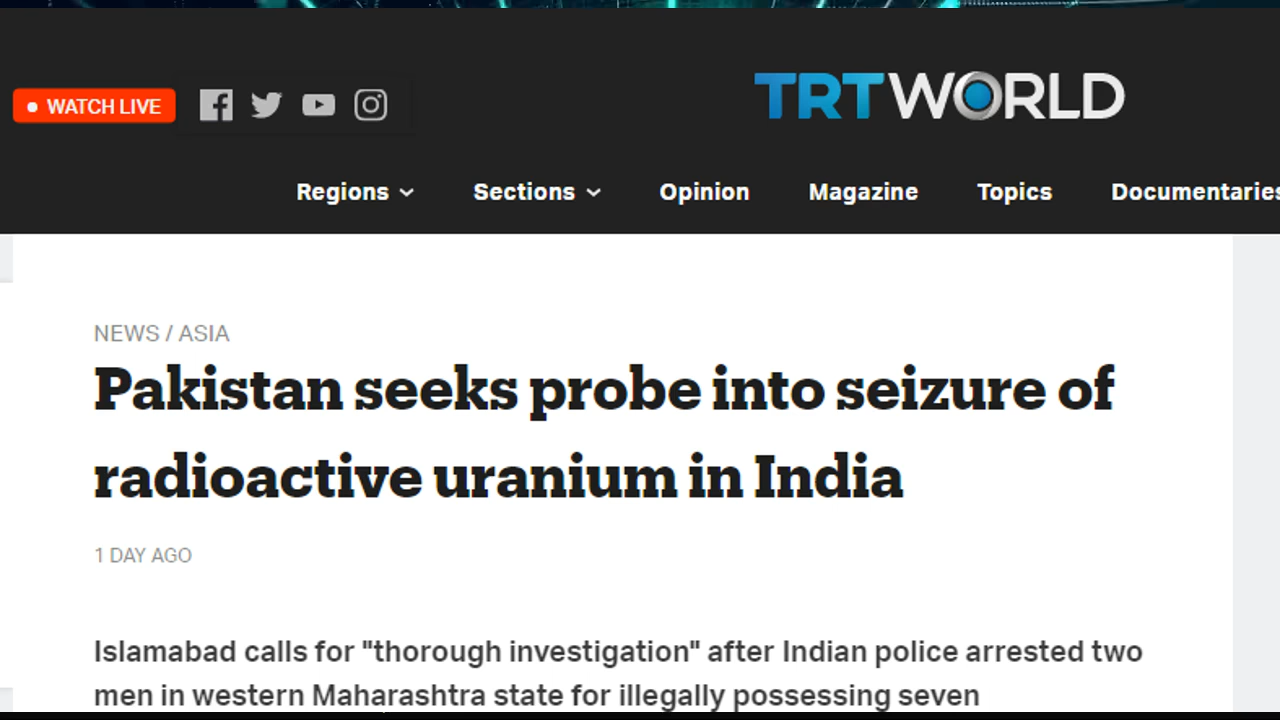 WATCH LIVE
TRTWORLD
Regions
Sections
Opinion
Magazine
Topics
Documentaries
NEWS / ASIA
Pakistan seeks probe into seizure of
radioactive uranium in India
1 DAY AGO
Islamabad calls for "thorough investigation" after Indian police arrested two
men in western Maharashtra state for illegally possessing seven